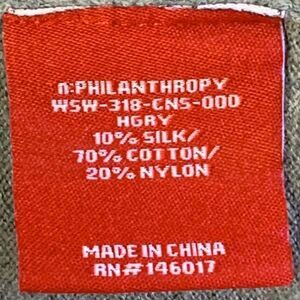 n:PHILANTHROPY
WSW-318-CNS-000
HGRY
10% SILK/
70% COTTON/
20% NYLON
MADE IN CHINA
RN# 146017